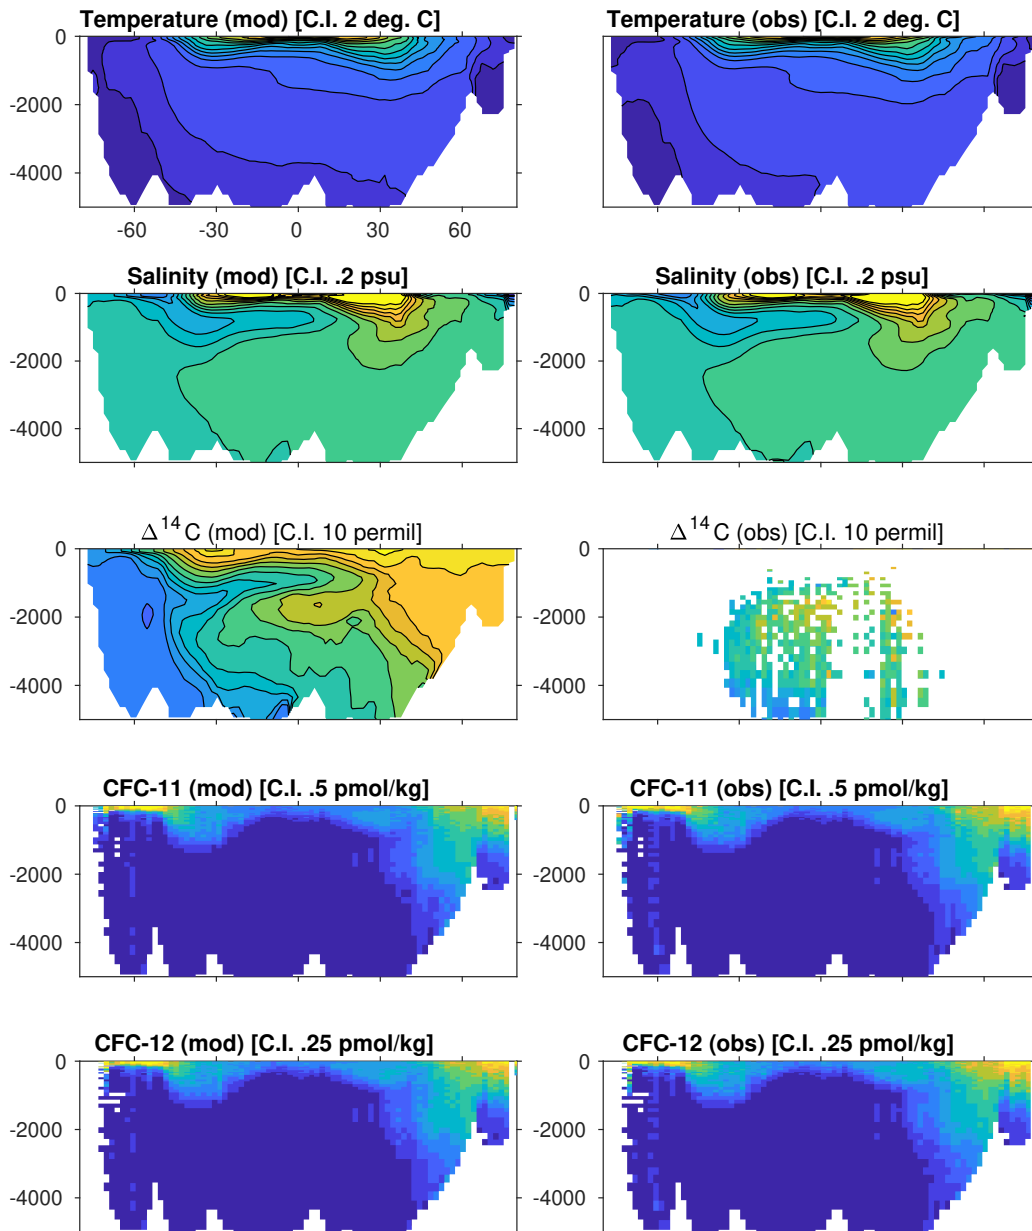 Temperature (mod) [C.I. 2 deg. C]
Temperature (obs) [C.I. 2 deg. C]
0
-2000
-4000
-60 -30 0 30 60
0
-2000
-4000
Salinity (mod) [C.I. .2 psu]
Salinity (obs) [C.I. .2 psu]
0
-2000
-4000
0
-2000
-4000
Δ¹⁴C (mod) [C.I. 10 permil]
Δ¹⁴C (obs) [C.I. 10 permil]
0
-2000
-4000
0
-2000
-4000
CFC-11 (mod) [C.I. .5 pmol/kg]
CFC-11 (obs) [C.I. .5 pmol/kg]
0
-2000
-4000
0
-2000
-4000
CFC-12 (mod) [C.I. .25 pmol/kg]
CFC-12 (obs) [C.I. .25 pmol/kg]
0
-2000
-4000
0
-2000
-4000